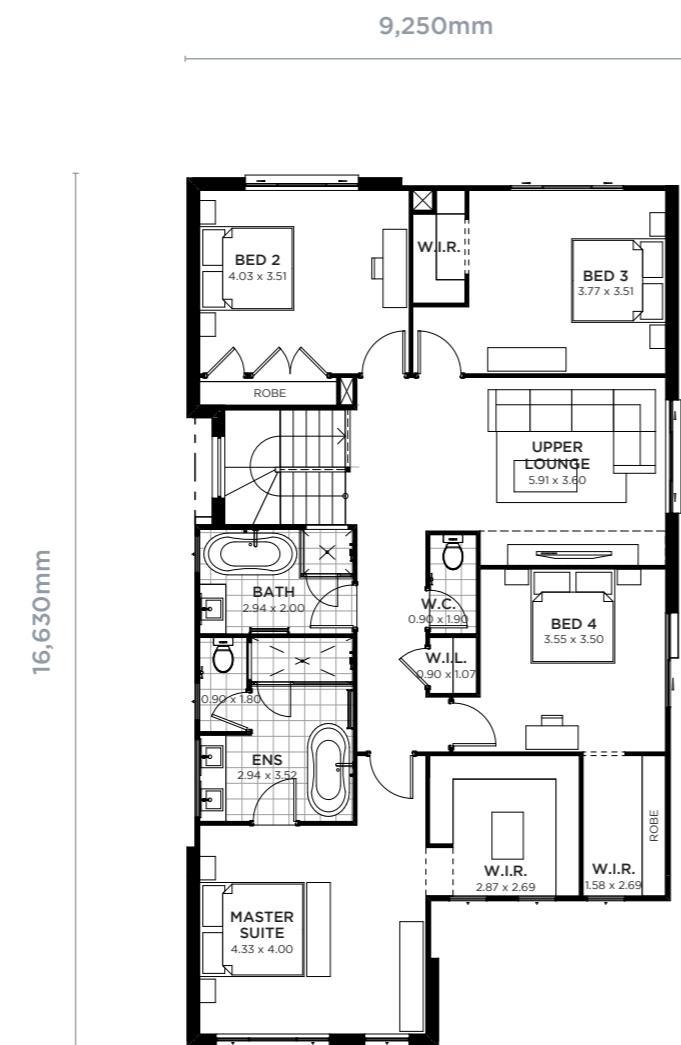 9,250mm
16,630mm
BED 2
4.03 x 3.51
W.I.R.
BED 3
3.77 x 3.51
ROBE
UPPER
LOUNGE
5.91 x 3.60
BATH
2.94 x 2.00
W.C.
0.90 x 1.90
BED 4
3.55 x 3.50
W.I.L.
0.90 x 1.07
0.90 x 1.80
ENS
2.94 x 3.52
W.I.R.
2.87 x 2.69
W.I.R.
1.58 x 2.69
ROBE
MASTER
SUITE
4.33 x 4.00